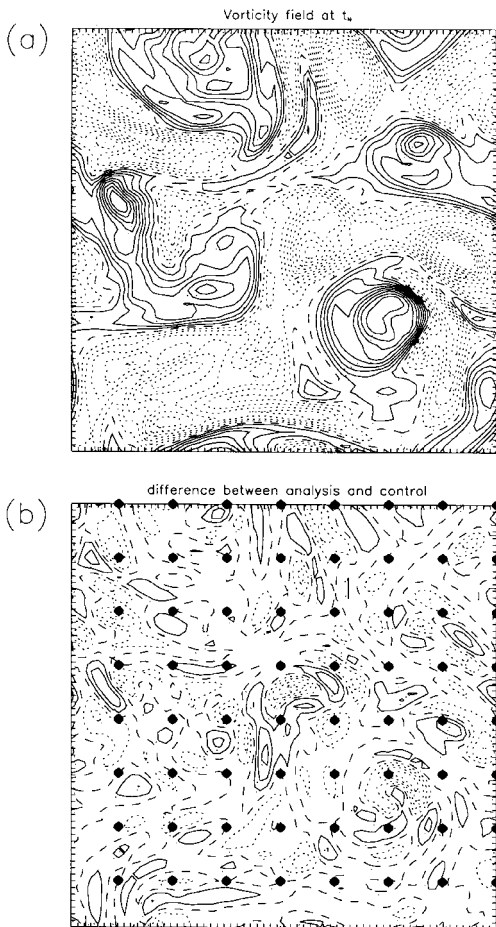 Vorticity field at t
(a)
difference between analysis and control
(b)